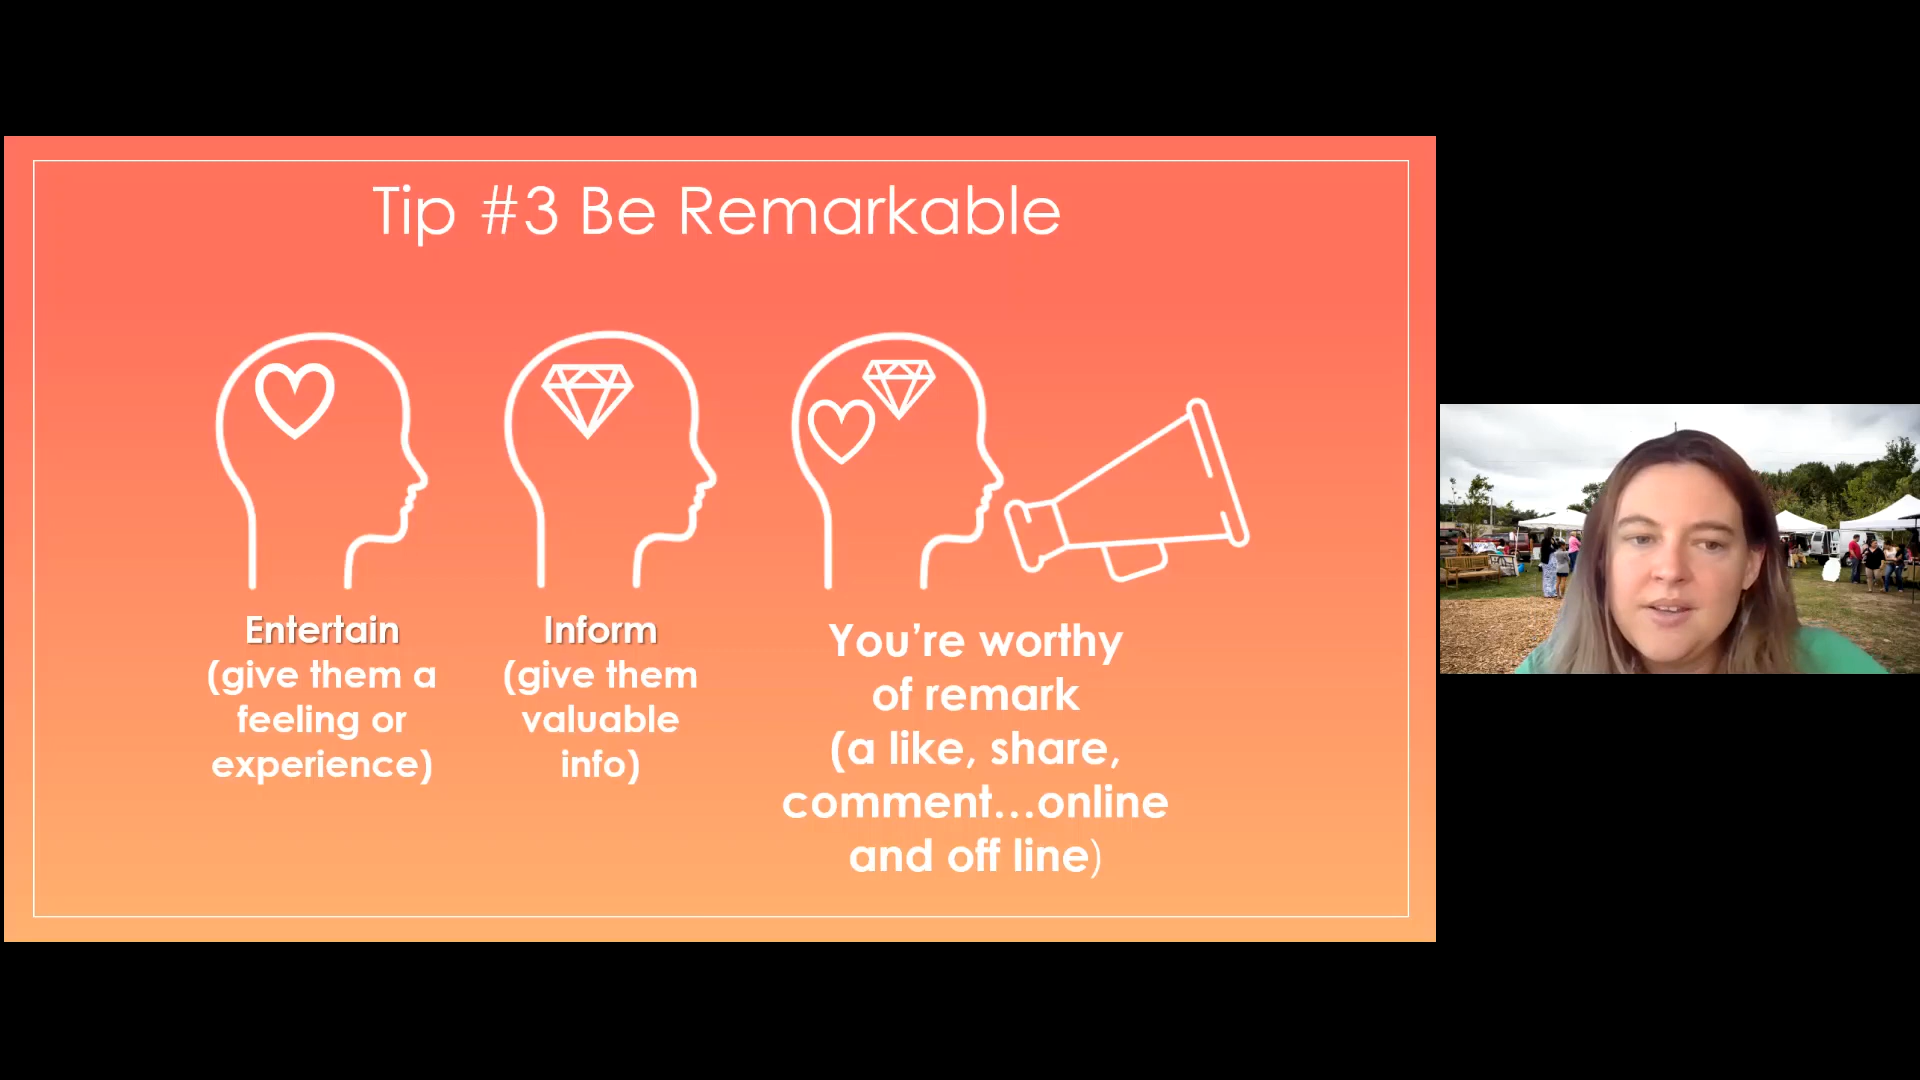 Tip #3 Be Remarkable
Entertain
(give them a
feeling or
experience)
Inform
(give them
valuable
info)
You’re worthy
of remark
(a like, share,
comment...online
and off line)